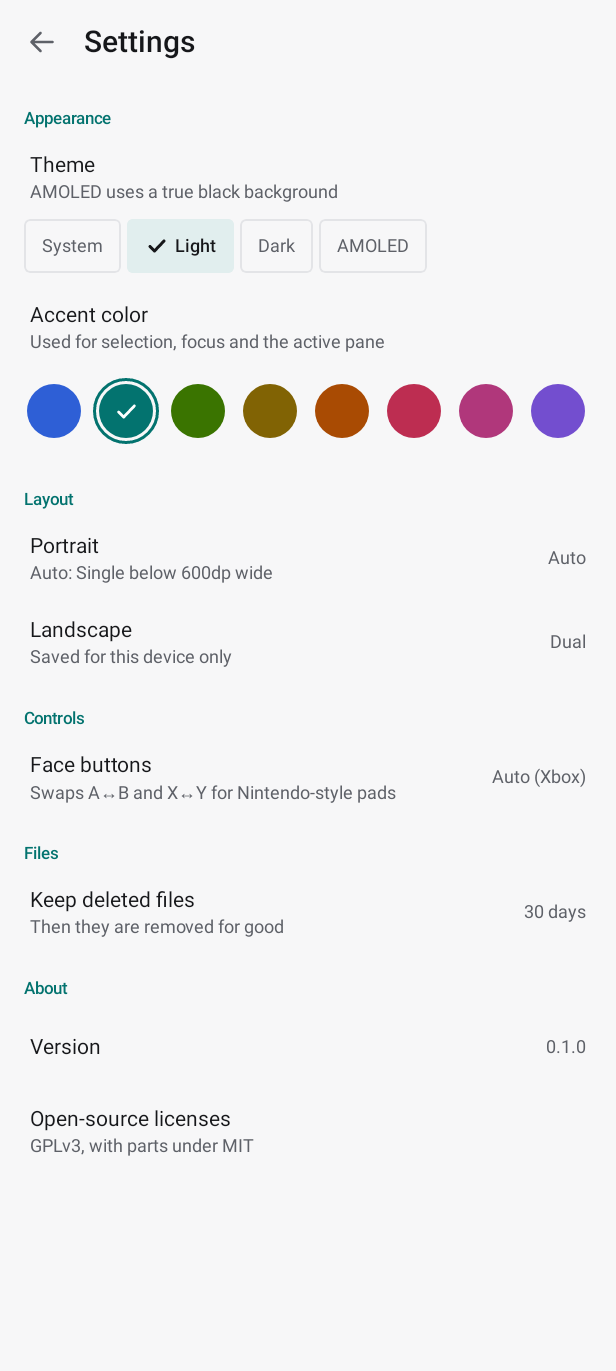 Settings
Appearance
Theme
AMOLED uses a true black background
System Light Dark AMOLED
Accent color
Used for selection, focus and the active pane
Layout
Portrait
Auto: Single below 600dp wide
Auto
Landscape
Saved for this device only
Dual
Controls
Face buttons
Swaps A↔B and X↔Y for Nintendo-style pads
Auto (Xbox)
Files
Keep deleted files
Then they are removed for good
30 days
About
Version
0.1.0
Open-source licenses
GPLv3, with parts under MIT